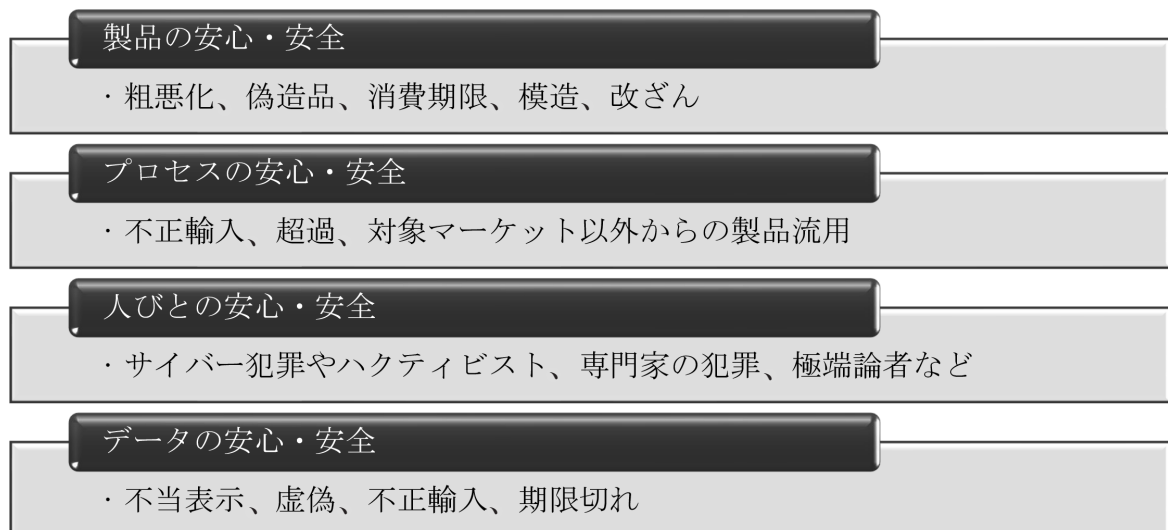 製品の安心・安全
・粗悪化、偽造品、消費期限、模造、改ざん
プロセスの安心・安全
・不正輸入、超過、対象マーケット以外からの製品流用
人びとの安心・安全
・サイバー犯罪やハクティビスト、専門家の犯罪、極端論者など
データの安心・安全
・不当表示、虚偽、不正輸入、期限切れ